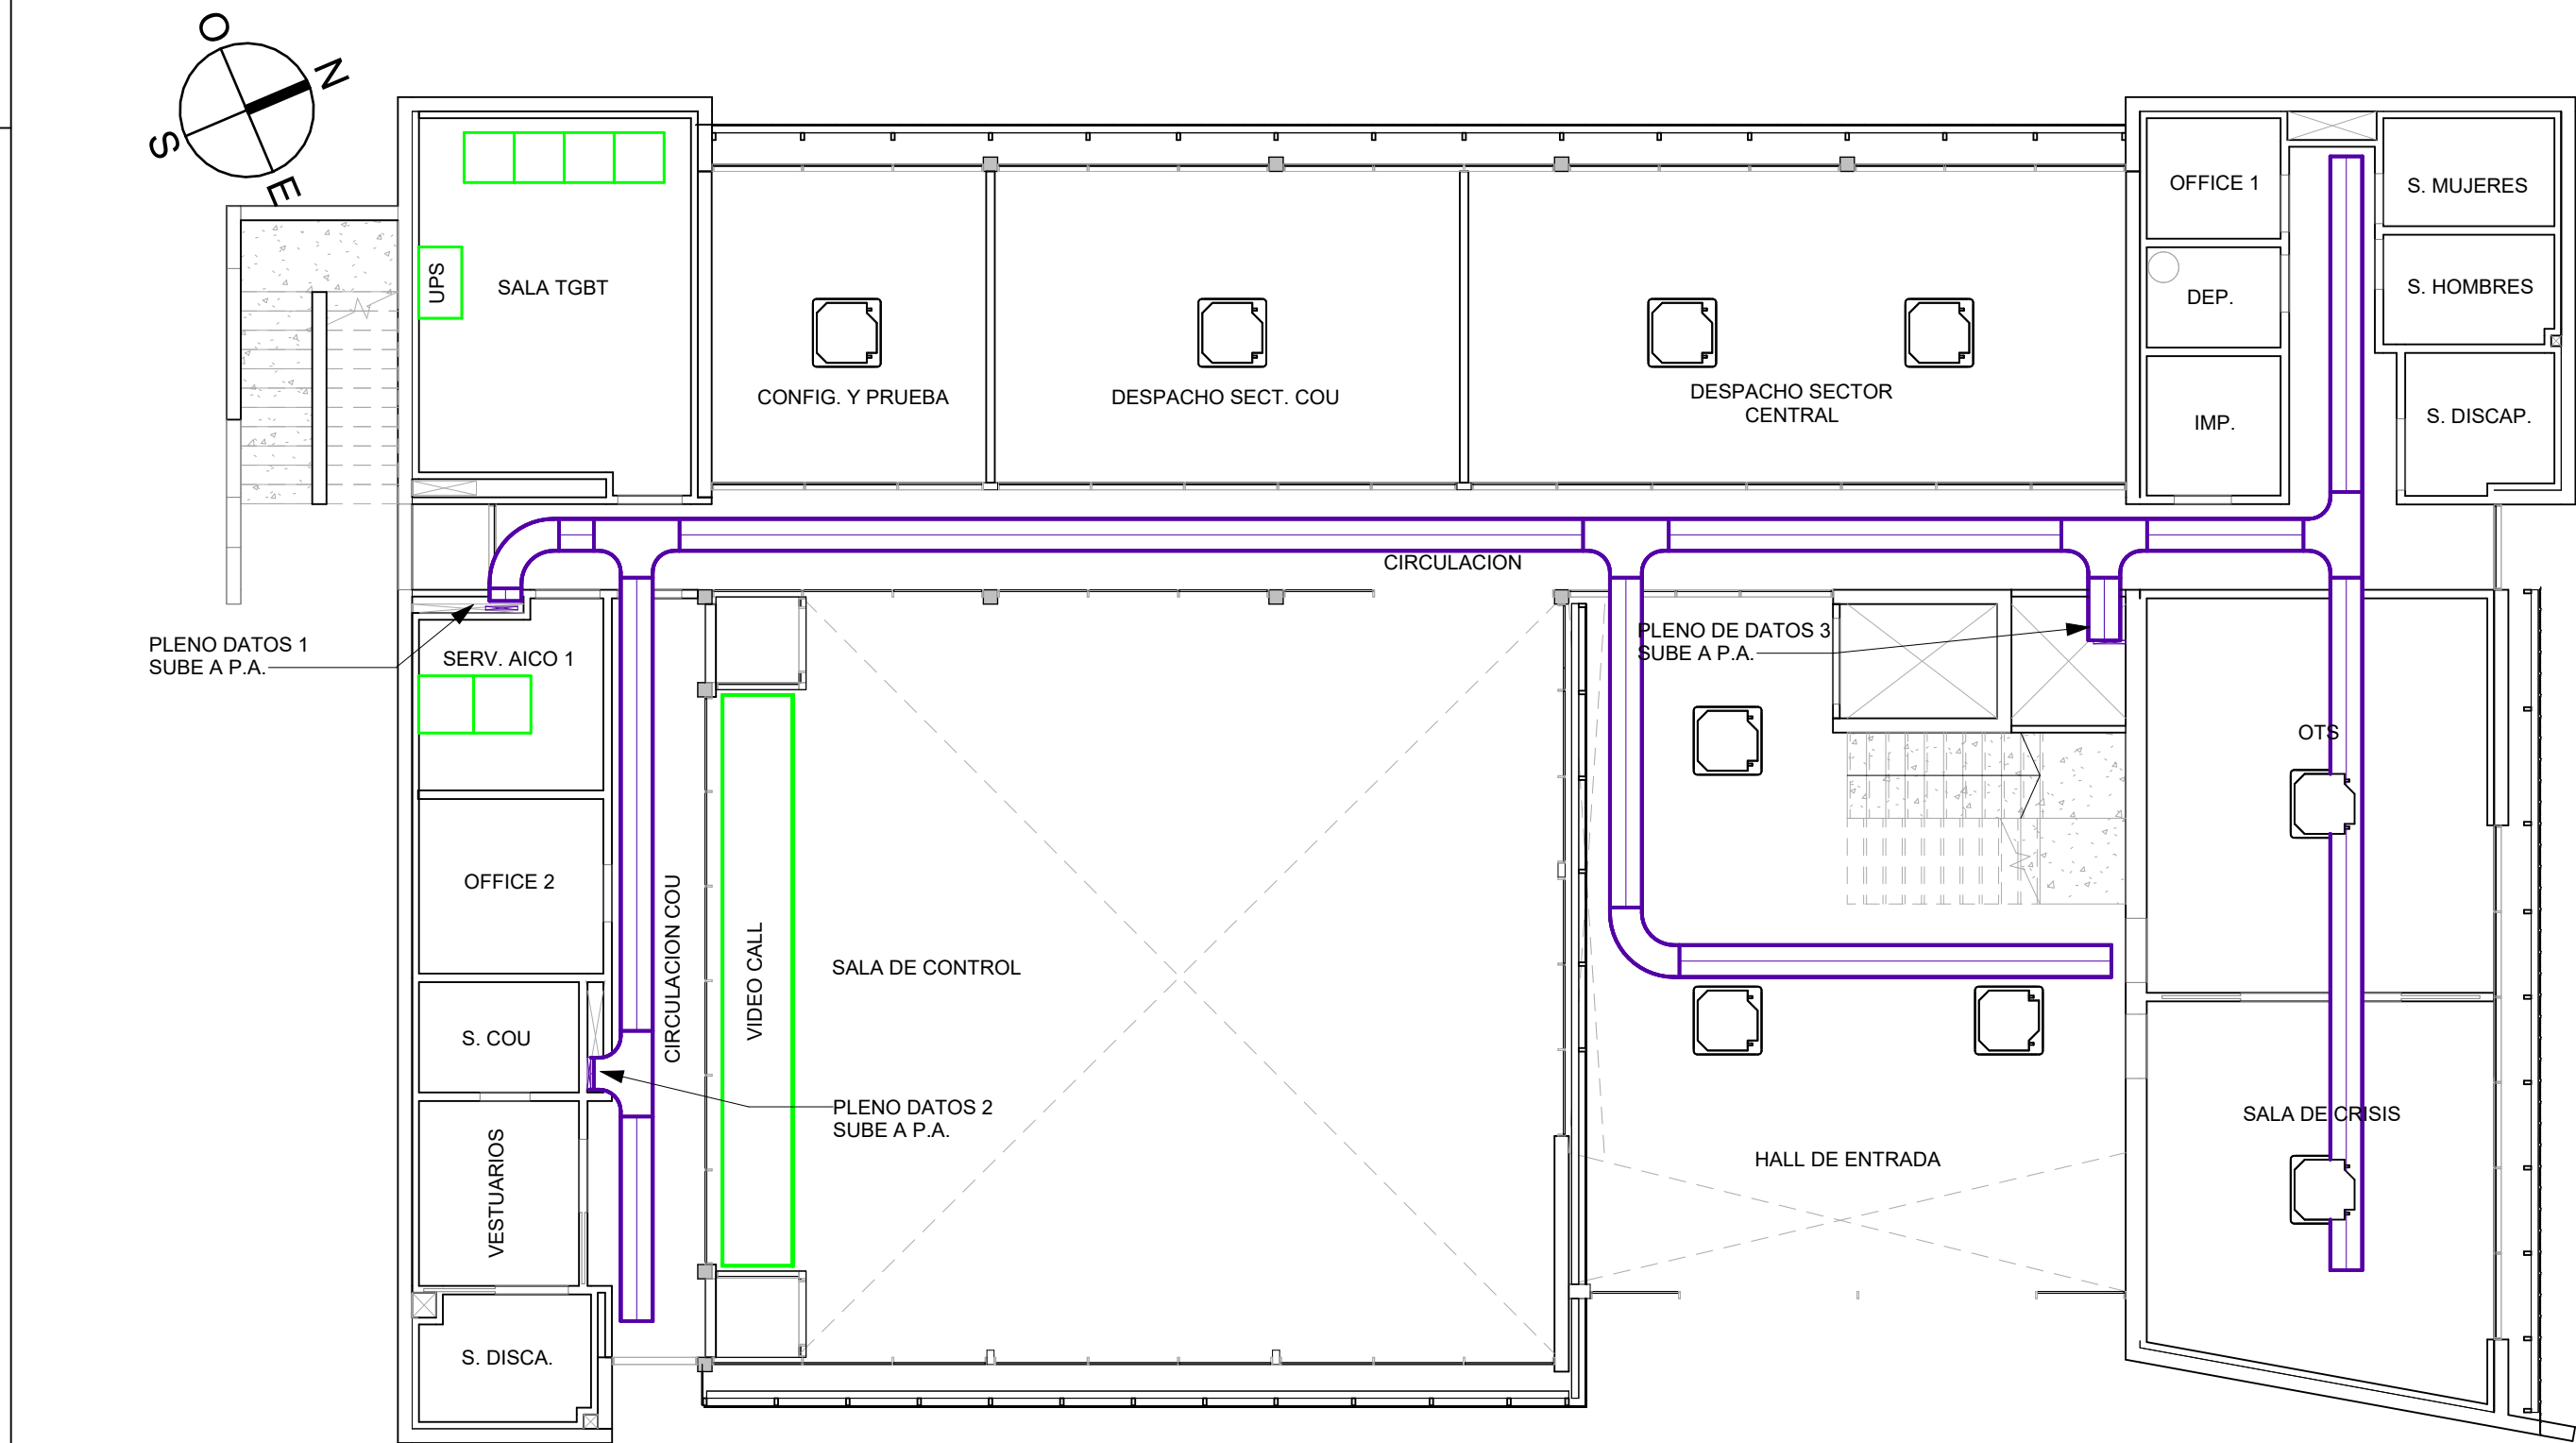 O
N
S
E
OFFICE 1
S. MUJERES
UPS
SALA TGBT
DEP.
S. HOMBRES
CONFIG. Y PRUEBA
DESPACHO SECT. COU
DESPACHO SECTOR
CENTRAL
IMP.
S. DISCAP.
CIRCULACION
PLENO DATOS 1
SUBE A P.A.
SERV. AICO 1
PLENO DE DATOS 3
SUBE A P.A.
OTS
OFFICE 2
CIRCULACION COU
VIDEO CALL
SALA DE CONTROL
S. COU
PLENO DATOS 2
SUBE A P.A.
SALA DE CRISIS
VESTUARIOS
HALL DE ENTRADA
S. DISCA.